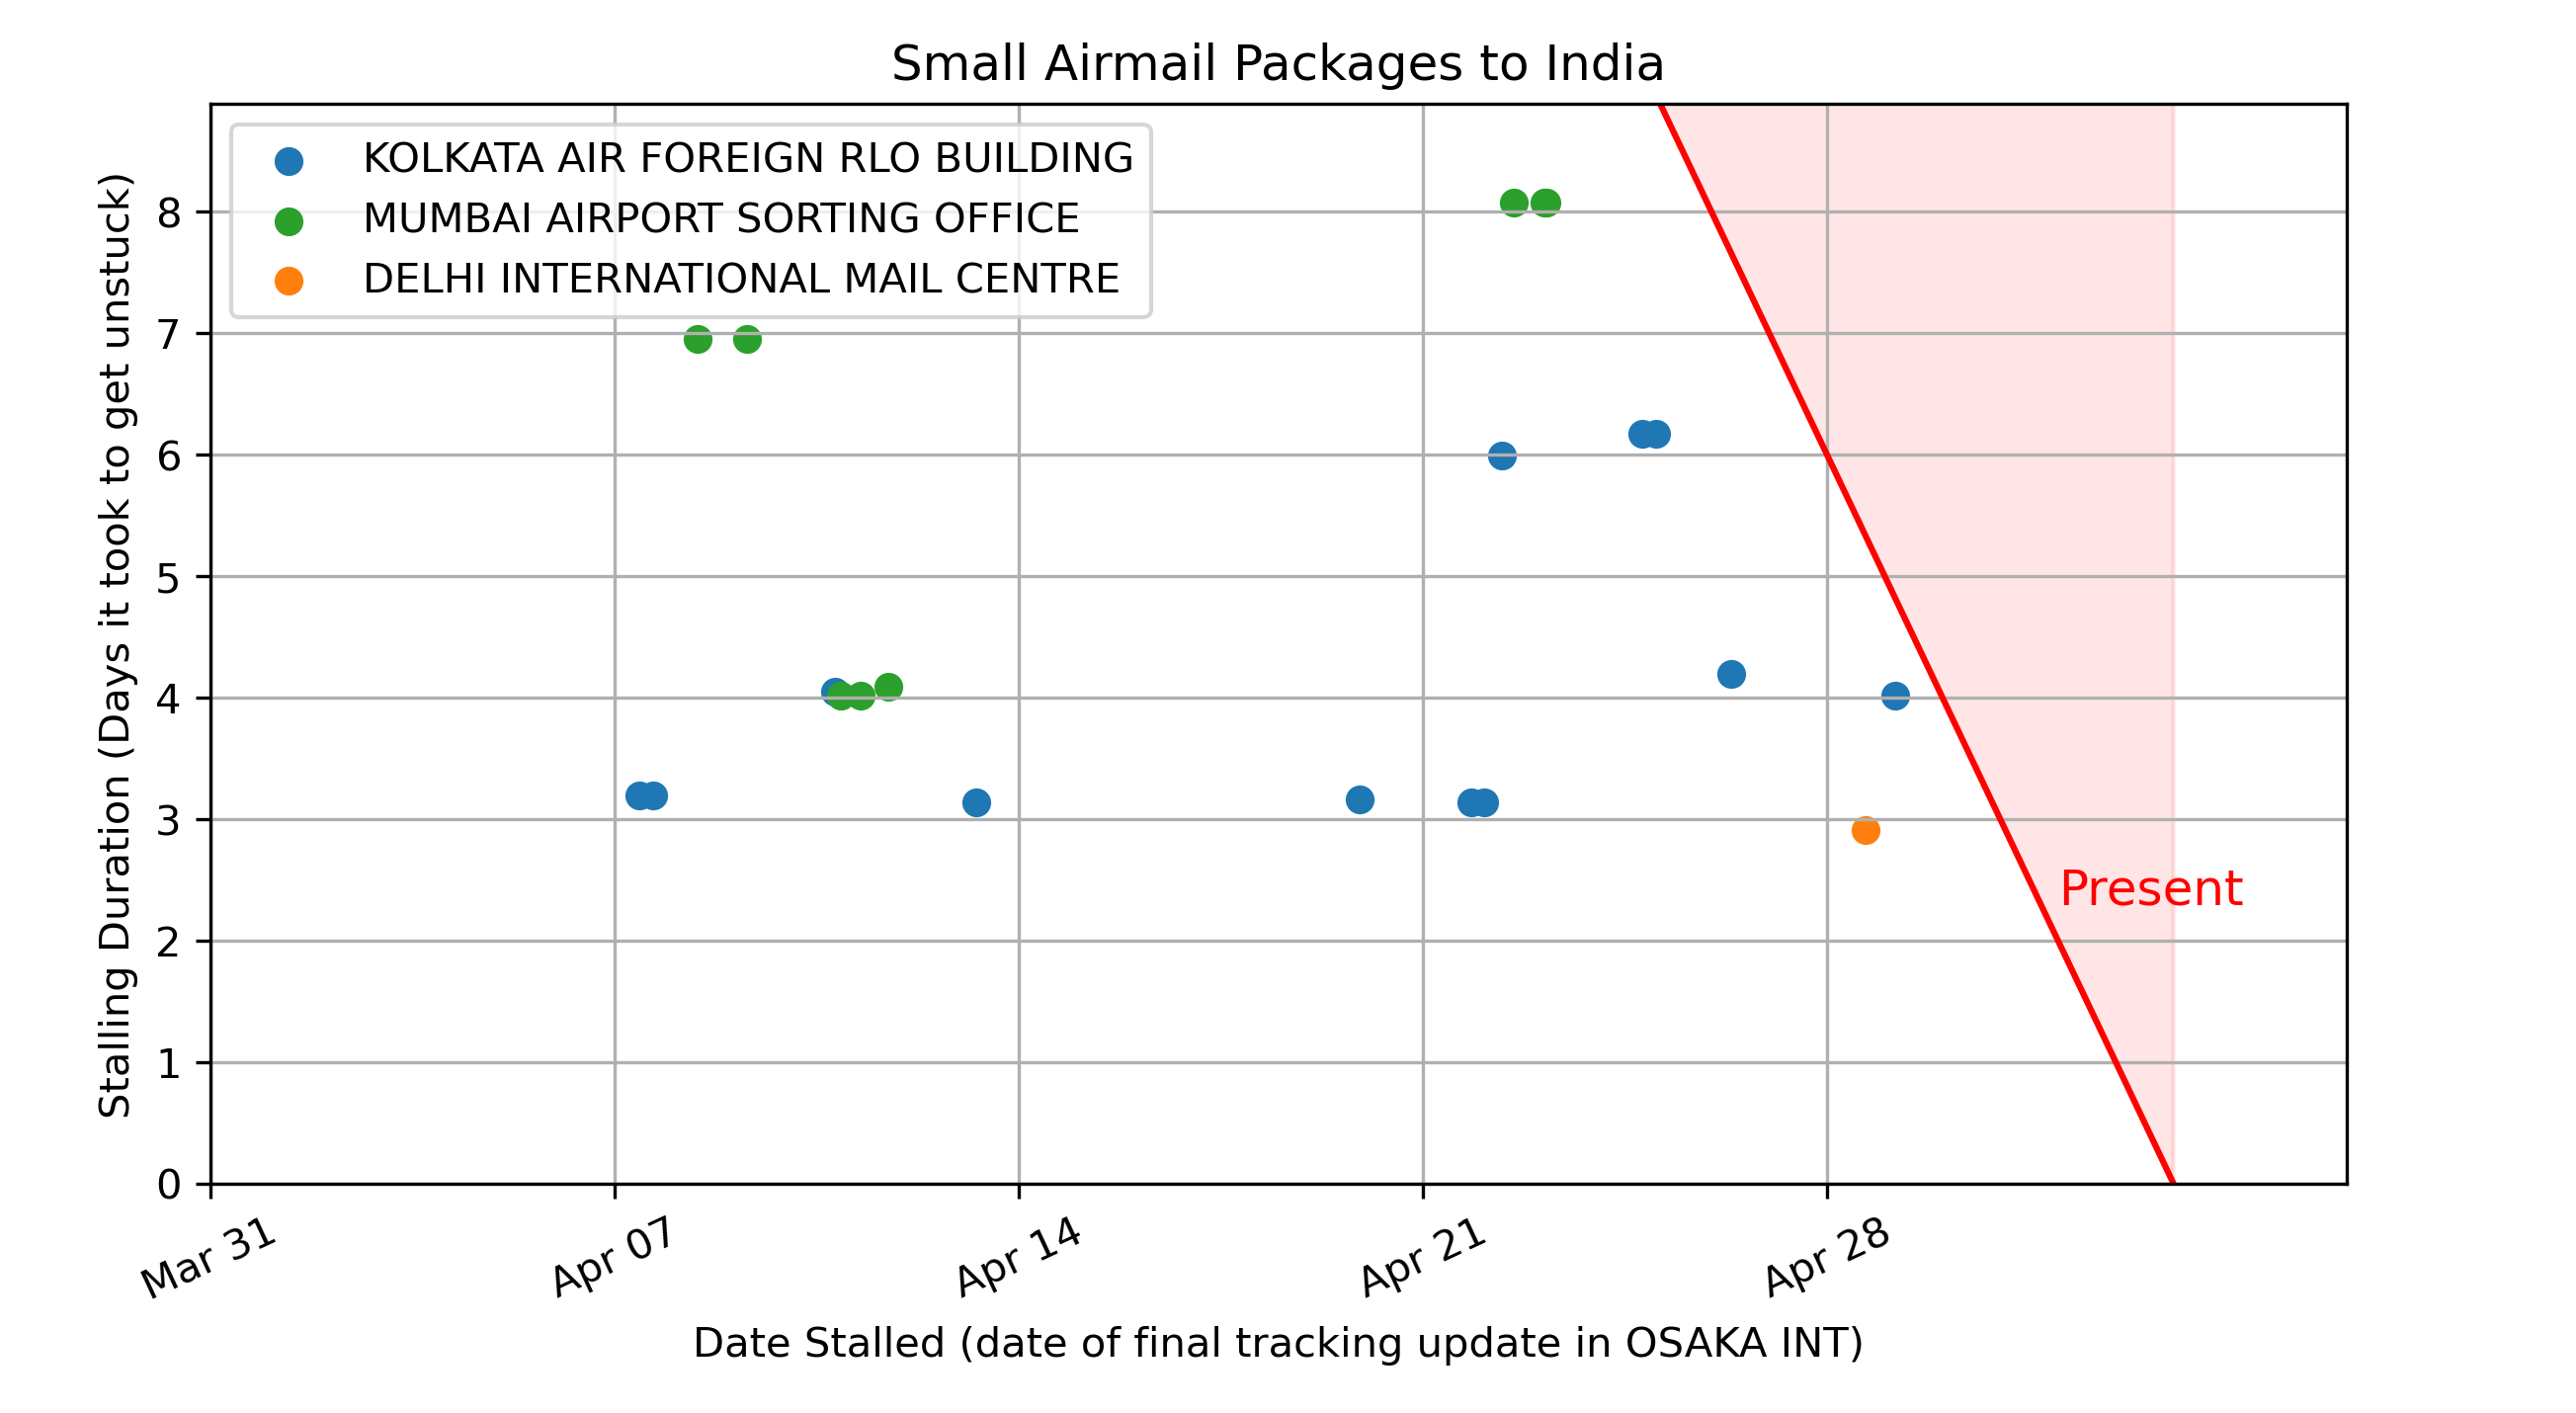 Small Airmail Packages to India
KOLKATA AIR FOREIGN RLO BUILDING
MUMBAI AIRPORT SORTING OFFICE
DELHI INTERNATIONAL MAIL CENTRE
Stalling Duration (Days it took to get unstuck)
8
7
6
5
4
3
2
1
0
Present
Mar 31
Apr 07
Apr 14
Apr 21
Apr 28
Date Stalled (date of final tracking update in OSAKA INT)